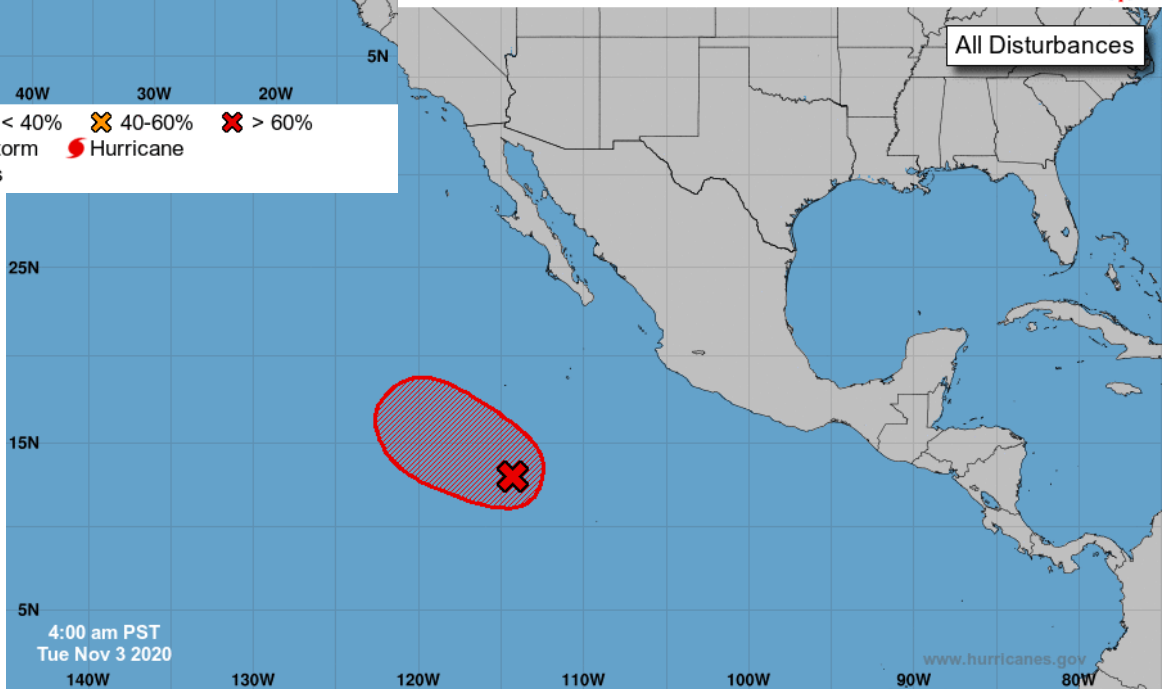 All Disturbances
5N
40W 30W 20W
< 40% 40-60% > 60%
orm Hurricane
s
25N
15N
5N
4:00 am PST
Tue Nov 3 2020
www.hurricanes.gov
140W 130W 120W 110W 100W 90W 80W